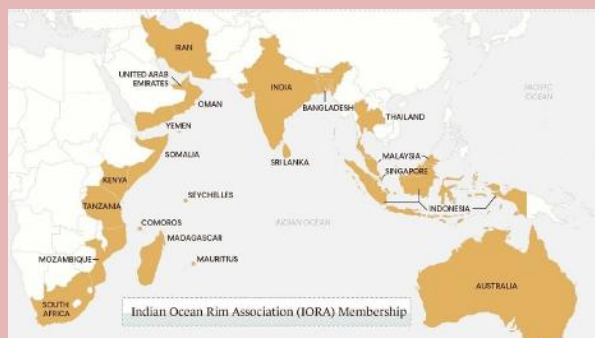 IRAN
UNITED ARAB
EMIRATES
OMAN
INDIA
BANGLADESH
YEMEN
THAILAND
SOMALIA
SRI LANKA
MALAYSIA
SINGAPORE
KENYA
SEYCHELLES
TANZANIA
INDONESIA
COMOROS
INDIAN OCEAN
MADAGASCAR
MOZAMBIQUE
MAURITIUS
AUSTRALIA
SOUTH
AFRICA
Indian Ocean Rim Association (IORA) Membership
PACIFIC
OCEAN